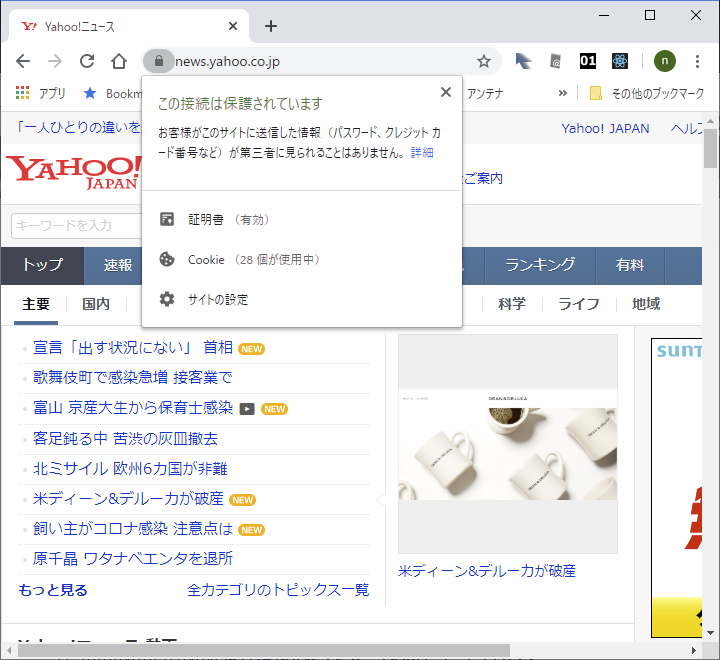 Yahoo!ニュース
news.yahoo.co.jp
01
n
アプリ
Bookm
アンテナ
その他のブックマーク
この接続は保護されています
お客様がこのサイトに送信した情報（パスワード、クレジット カ
ード番号など）が第三者に見られることはありません。 詳細
証明書 （有効）
Cookie （28 個が使用中）
サイトの設定
「一人ひとりの違いを
Yahoo! JAPAN
ヘル
YAHOO!
JAPAN
ご案内
キーワードを入力
トップ
速報
ランキング
有料
主要
国内
科学
ライフ
地域
宣言「出す状況にない」 首相 NEW
歌舞伎町で感染急増 接客業で
富山 京産大生から保育士感染 NEW
客足鈍る中 苦渋の灰皿撤去
北ミサイル 欧州6カ国が非難
米ディーン&デルーカが破産 NEW
飼い主がコロナ感染 注意点は NEW
原千晶 ワタナベエンタを退所
もっと見る
全カテゴリのトピックス一覧
DEAN & DELUCA
米ディーン&デルーカが破産
SUNT